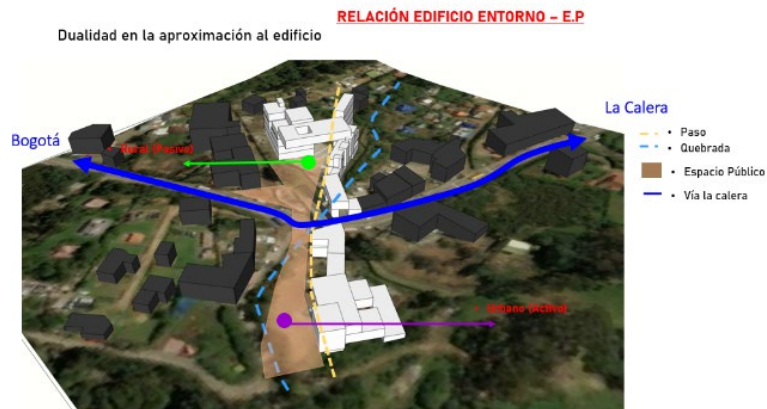 RELACIÓN EDIFICIO ENTORNO – E.P
Dualidad en la aproximación al edificio
La Calera
Bogotá
• Rural (Pasivo)
• Paso
• Quebrada
• Espacio Público
• Vía la calera
• Urbano (Activo)